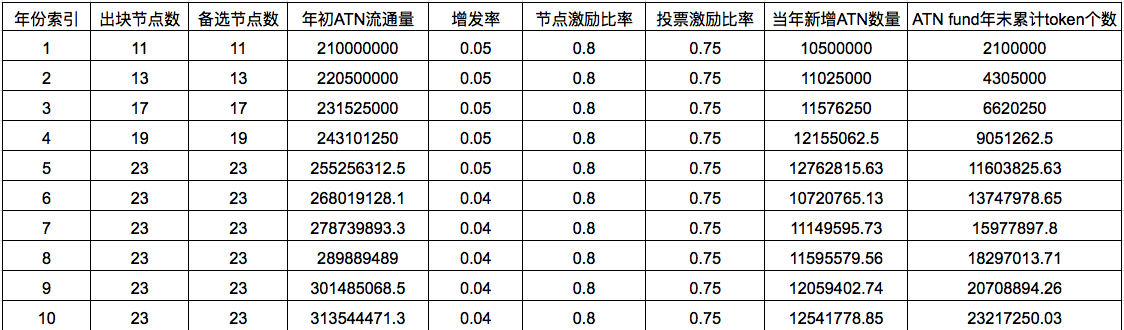 年份索引 出块节点数 备选节点数 年初ATN流通量 增发率 节点激励比率 投票激励比率 当年新增ATN数量 ATN fund年末累计token个数
1 11 11 210000000 0.05 0.8 0.75 10500000 2100000
2 13 13 220500000 0.05 0.8 0.75 11025000 4305000
3 17 17 231525000 0.05 0.8 0.75 11576250 6620250
4 19 19 243101250 0.05 0.8 0.75 12155062.5 9051262.5
5 23 23 255256312.5 0.05 0.8 0.75 12762815.63 11603825.63
6 23 23 268019128.1 0.04 0.8 0.75 10720765.13 13747978.65
7 23 23 278739893.3 0.04 0.8 0.75 11149595.73 15977897.8
8 23 23 289889489 0.04 0.8 0.75 11595579.56 18297013.71
9 23 23 301485068.5 0.04 0.8 0.75 12059402.74 20708894.26
10 23 23 313544471.3 0.04 0.8 0.75 12541778.85 23217250.03